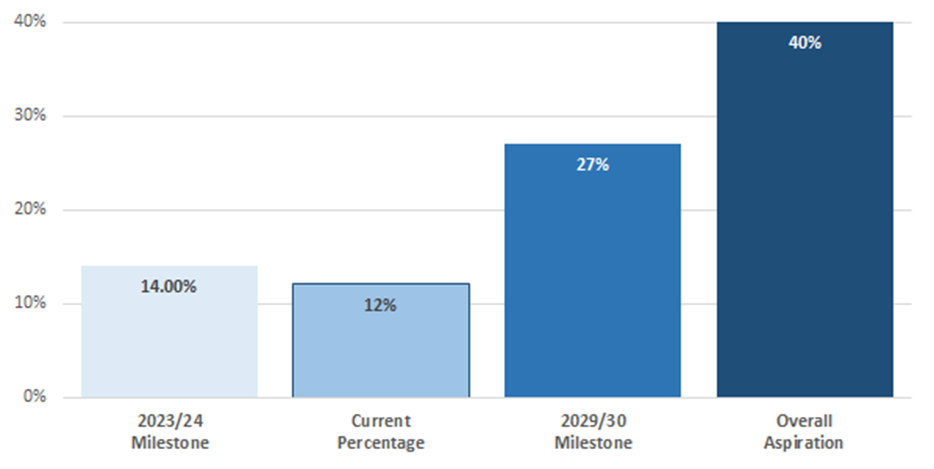 40%
30%
20%
10%
0%
14.00%
12%
27%
40%
2023/24
Milestone
Current
Percentage
2029/30
Milestone
Overall
Aspiration